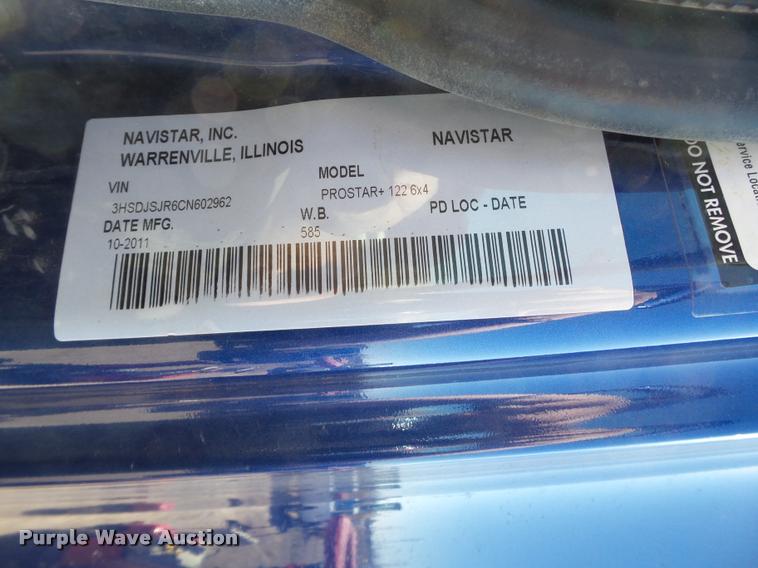 NAVISTAR, INC.
WARRENVILLE, ILLINOIS
NAVISTAR
VIN
MODEL
3HSDJSJR6CN602962
PROSTAR+ 122 6x4
DATE MFG.
W.B.
PD LOC - DATE
10-2011
585
DO NOT REMOVE
Purple Wave Auction